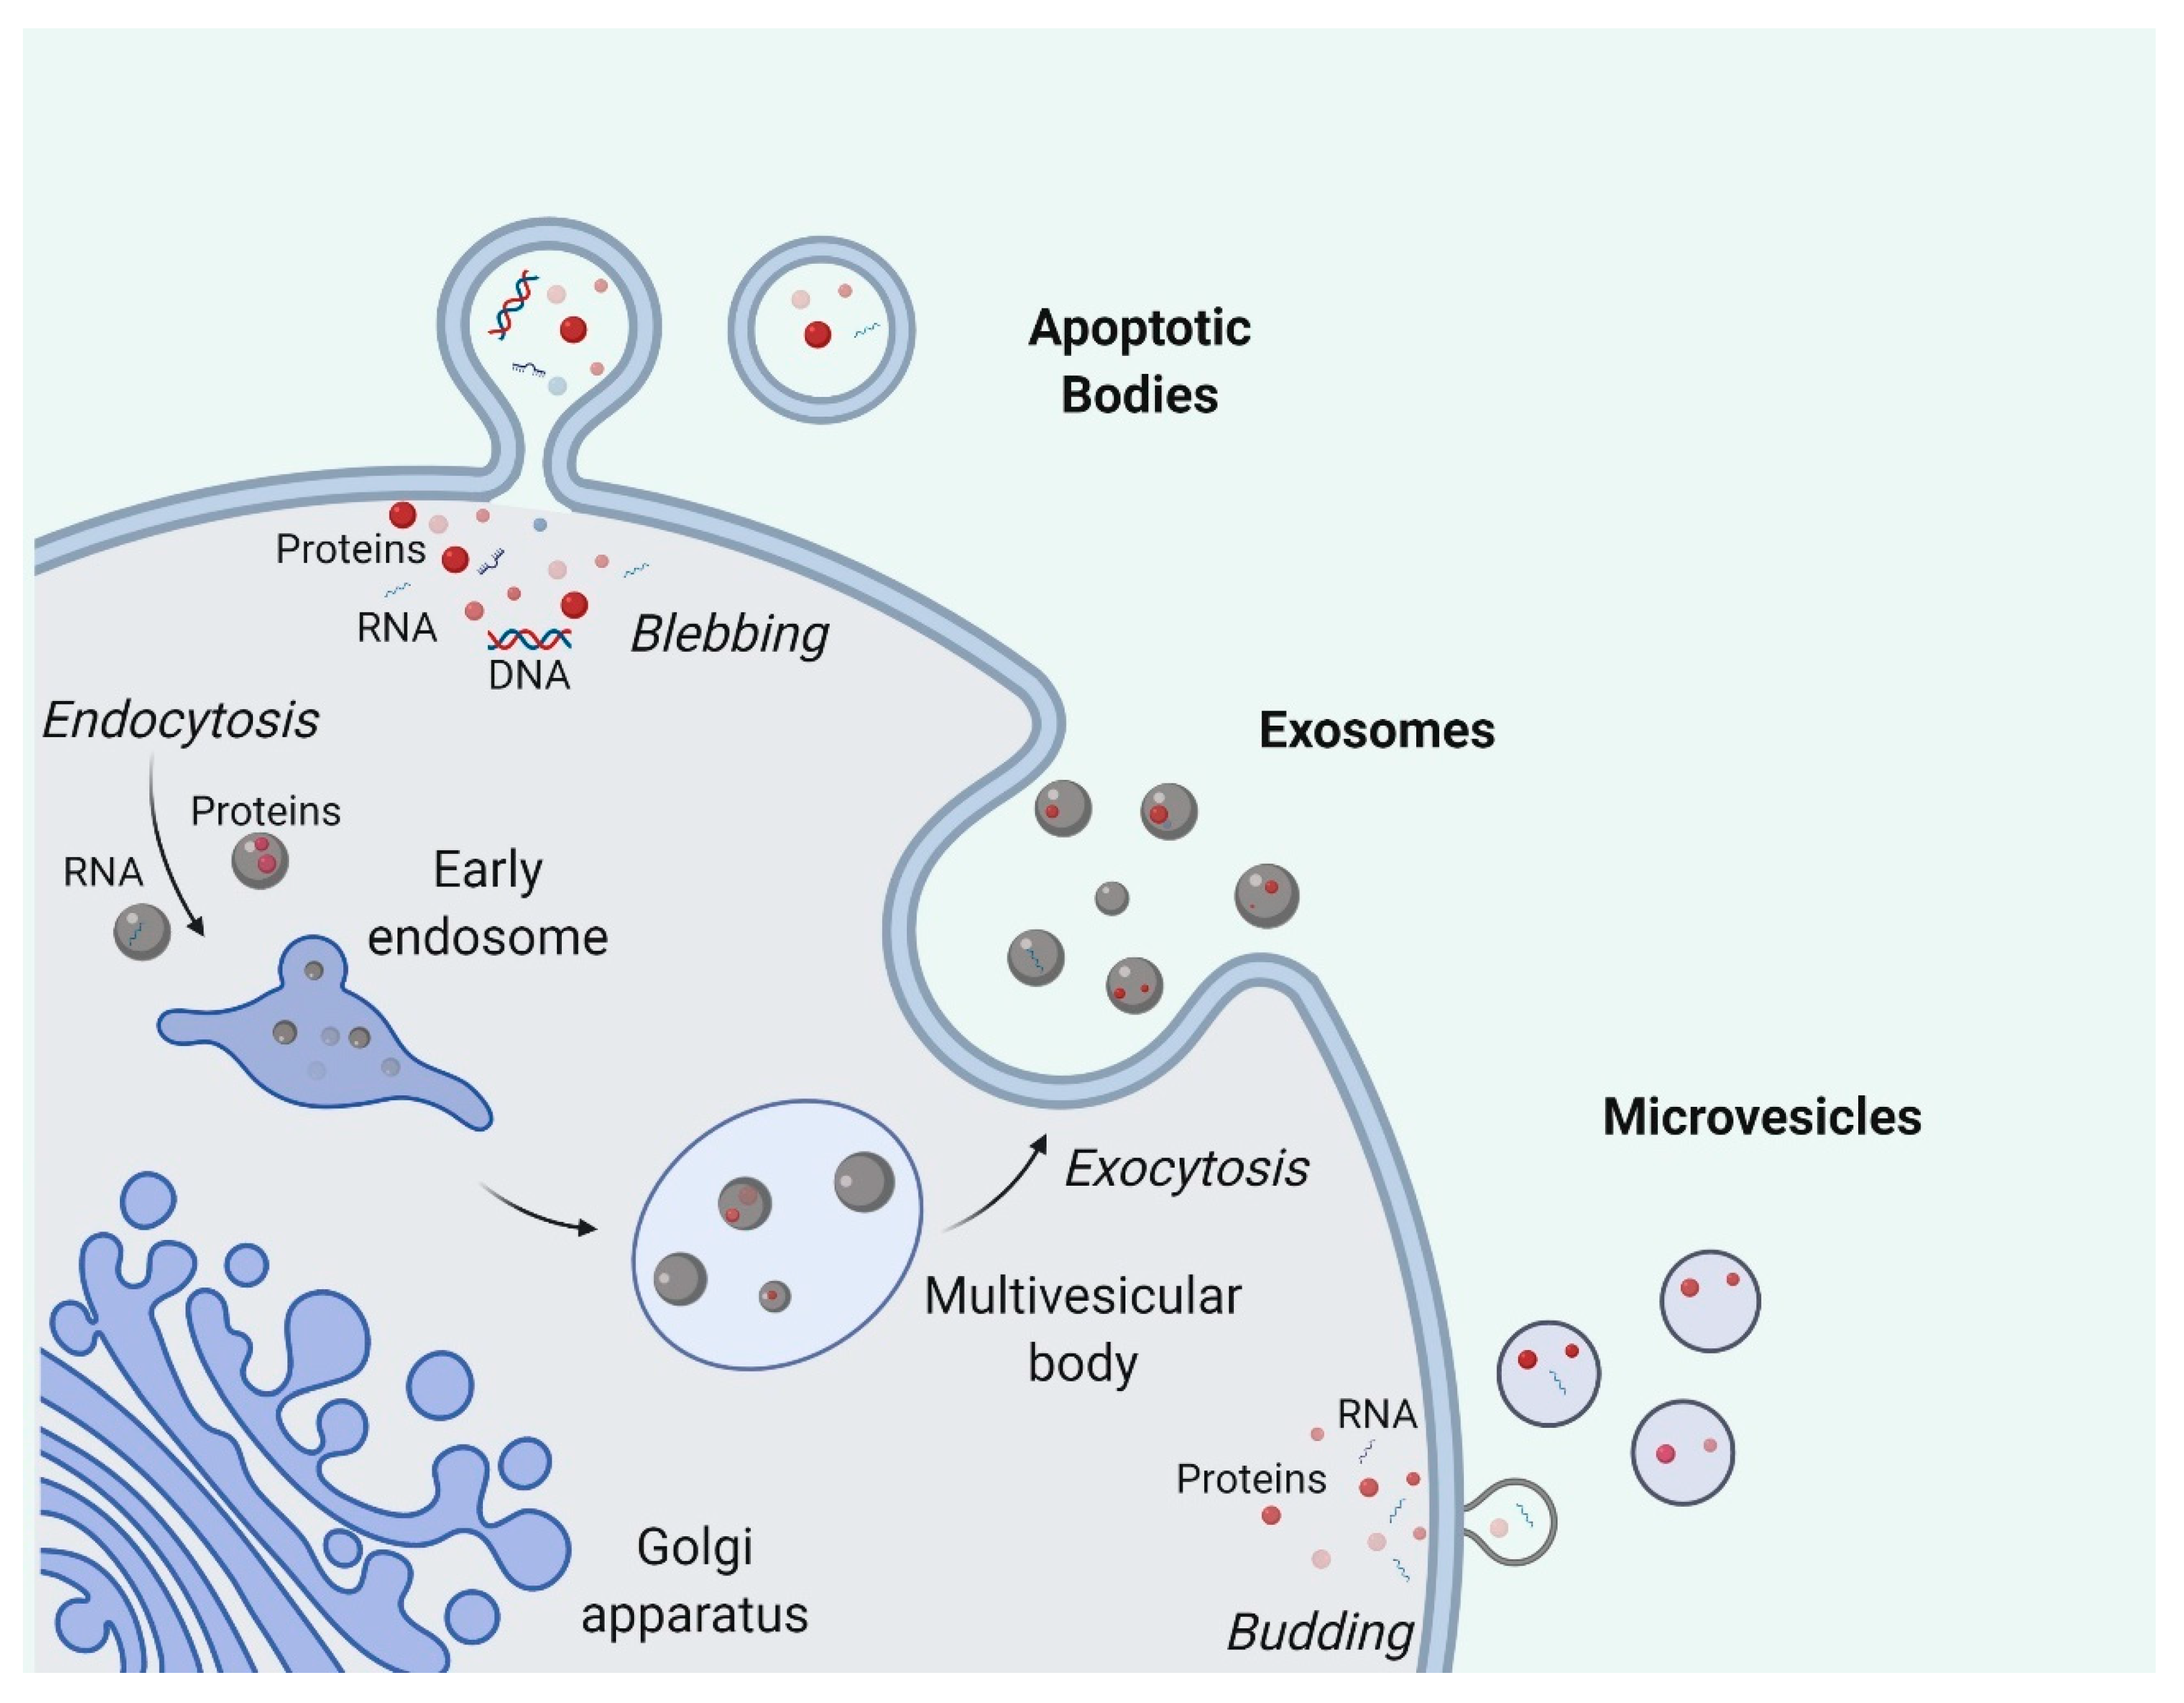 Apoptotic
Bodies
Proteins
RNA
DNA
Blebbing
Endocytosis
Proteins
RNA
Early
endosome
Exosomes
Microvesicles
Exocytosis
Multivesicular
body
RNA
Proteins
Golgi
apparatus
Budding